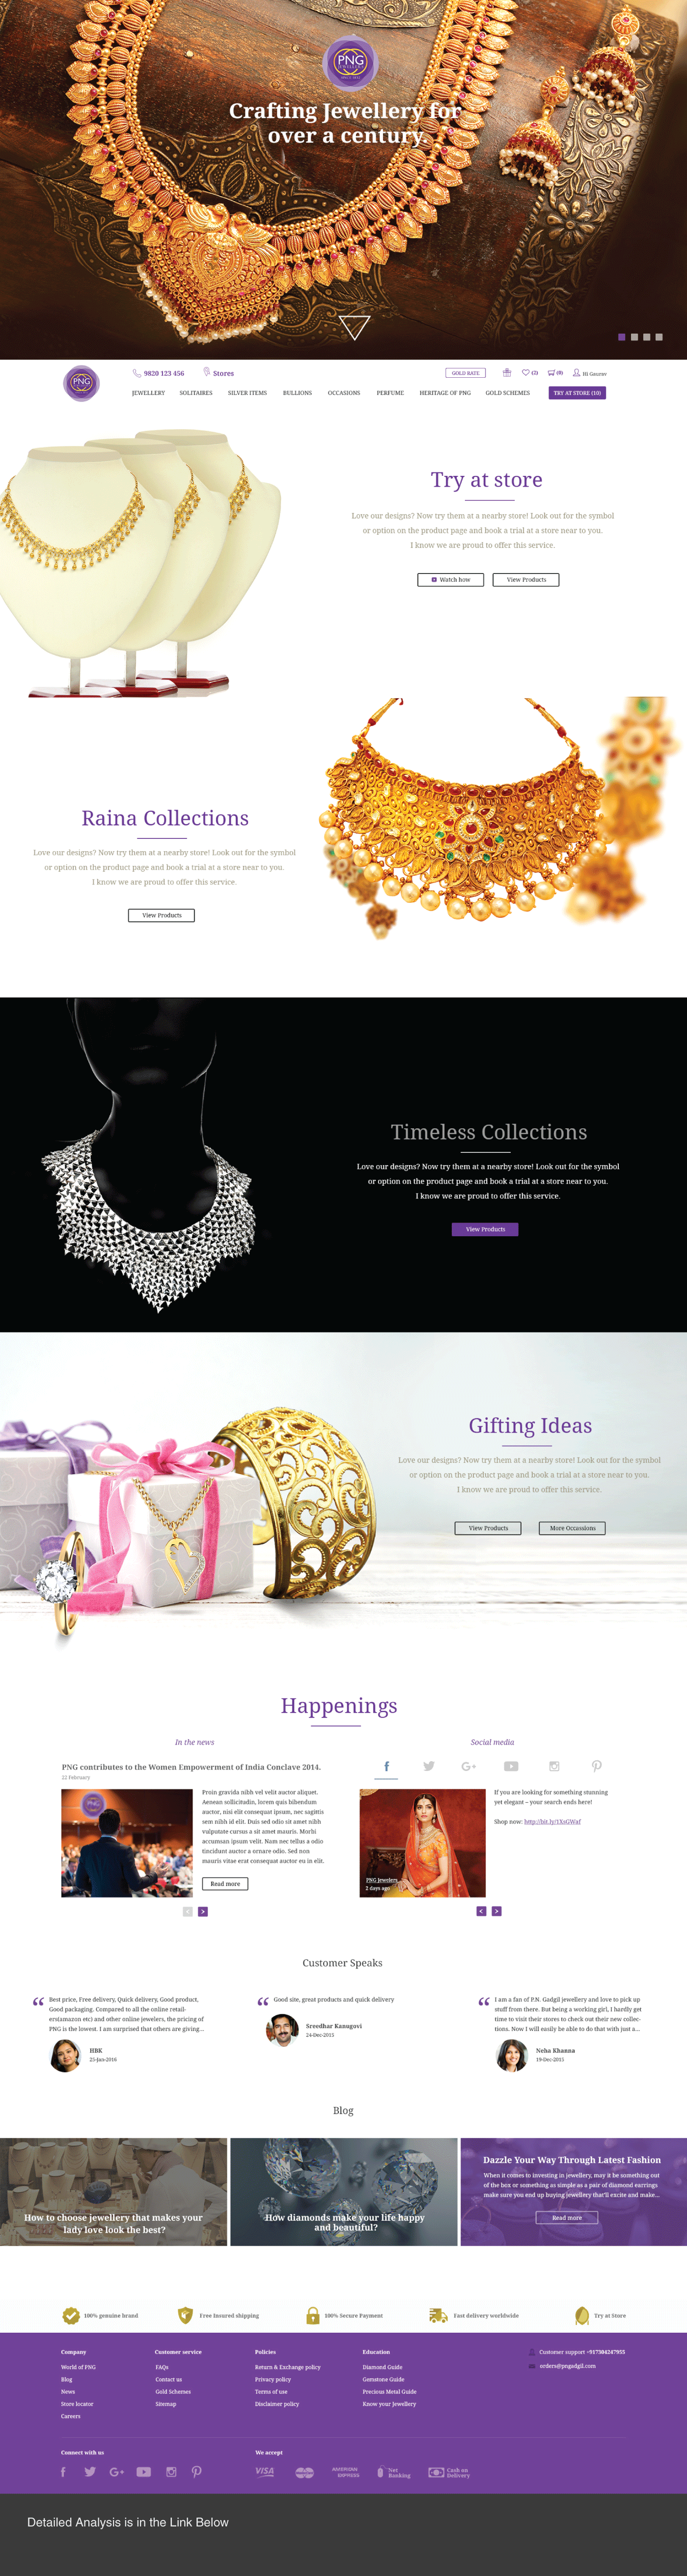 PNG
JEWELLERS
SINCE 1832
Crafting Jewellery for
over a century.
PNG
9820 123 456
Stores
GOLD RATE
(2)
(0)
Hi Gaurav
JEWELLERY
SOLITAIRES
SILVER ITEMS
BULLIONS
OCCASIONS
PERFUME
HERITAGE OF PNG
GOLD SCHEMES
TRY AT STORE (10)
Try at store
Love our designs? Now try them at a nearby store! Look out for the symbol
or option on the product page and book a trial at a store near to you.
I know we are proud to offer this service.
Watch how
View Products
Raina Collections
Love our designs? Now try them at a nearby store! Look out for the symbol
or option on the product page and book a trial at a store near to you.
I know we are proud to offer this service.
View Products
Timeless Collections
Love our designs? Now try them at a nearby store! Look out for the symbol
or option on the product page and book a trial at a store near to you.
I know we are proud to offer this service.
View Products
Gifting Ideas
Love our designs? Now try them at a nearby store! Look out for the symbol
or option on the product page and book a trial at a store near to you.
I know we are proud to offer this service.
View Products
More Occassions
Happenings
In the news
PNG contributes to the Women Empowerment of India Conclave 2014.
22 February
PNG
Proin gravida nibh vel velit auctor aliquet.
Aenean sollicitudin, lorem quis bibendum
auctor, nisi elit consequat ipsum, nec sagittis
sem nibh id elit. Duis sed odio sit amet nibh
vulputate cursus a sit amet mauris. Morbi
accumsan ipsum velit. Nam nec tellus a odio
tincidunt auctor a ornare odio. Sed non
mauris vitae erat consequat auctor eu in elit.
Read more
Social media
PNG Jewelers
2 days ago
If you are looking for something stunning
yet elegant – your search ends here!
Shop now: http://bit.ly/1XsGWaf
Customer Speaks
Best price, Free delivery, Quick delivery, Good product,
Good packaging. Compared to all the online retail-
ers(amazon etc) and other online jewelers, the pricing of
PNG is the lowest. I am surprised that others are giving...
HBK
25-Jan-2016
Good site, great products and quick delivery
Sreedhar Kanugovi
24-Dec-2015
I am a fan of P.N. Gadgil jewellery and love to pick up
stuff from there. But being a working girl, I hardly get
time to visit their stores to check out their new collec-
tions. Now I will easily be able to do that with just a...
Neha Khanna
19-Dec-2015
Blog
How to choose jewellery that makes your
lady love look the best?
How diamonds make your life happy
and beautiful?
Dazzle Your Way Through Latest Fashion
When it comes to investing in jewellery, may it be something out
of the box or something as simple as a pair of diamond earrings
make sure you end up buying jewellery that'll excite and make...
Read more
100% genuine brand
Free Insured shipping
100% Secure Payment
Fast delivery worldwide
Try at Store
Company
World of PNG
Blog
News
Store locator
Careers
Customer service
FAQs
Contact us
Gold Schemes
Sitemap
Policies
Return & Exchange policy
Privacy policy
Terms of use
Disclaimer policy
Education
Diamond Guide
Gemstone Guide
Precious Metal Guide
Know your Jewellery
Customer support +917304247955
orders@pngadgil.com
Connect with us
We accept
VISA
AMERICAN
EXPRESS
Net
Banking
Cash on
Delivery
Detailed Analysis is in the Link Below